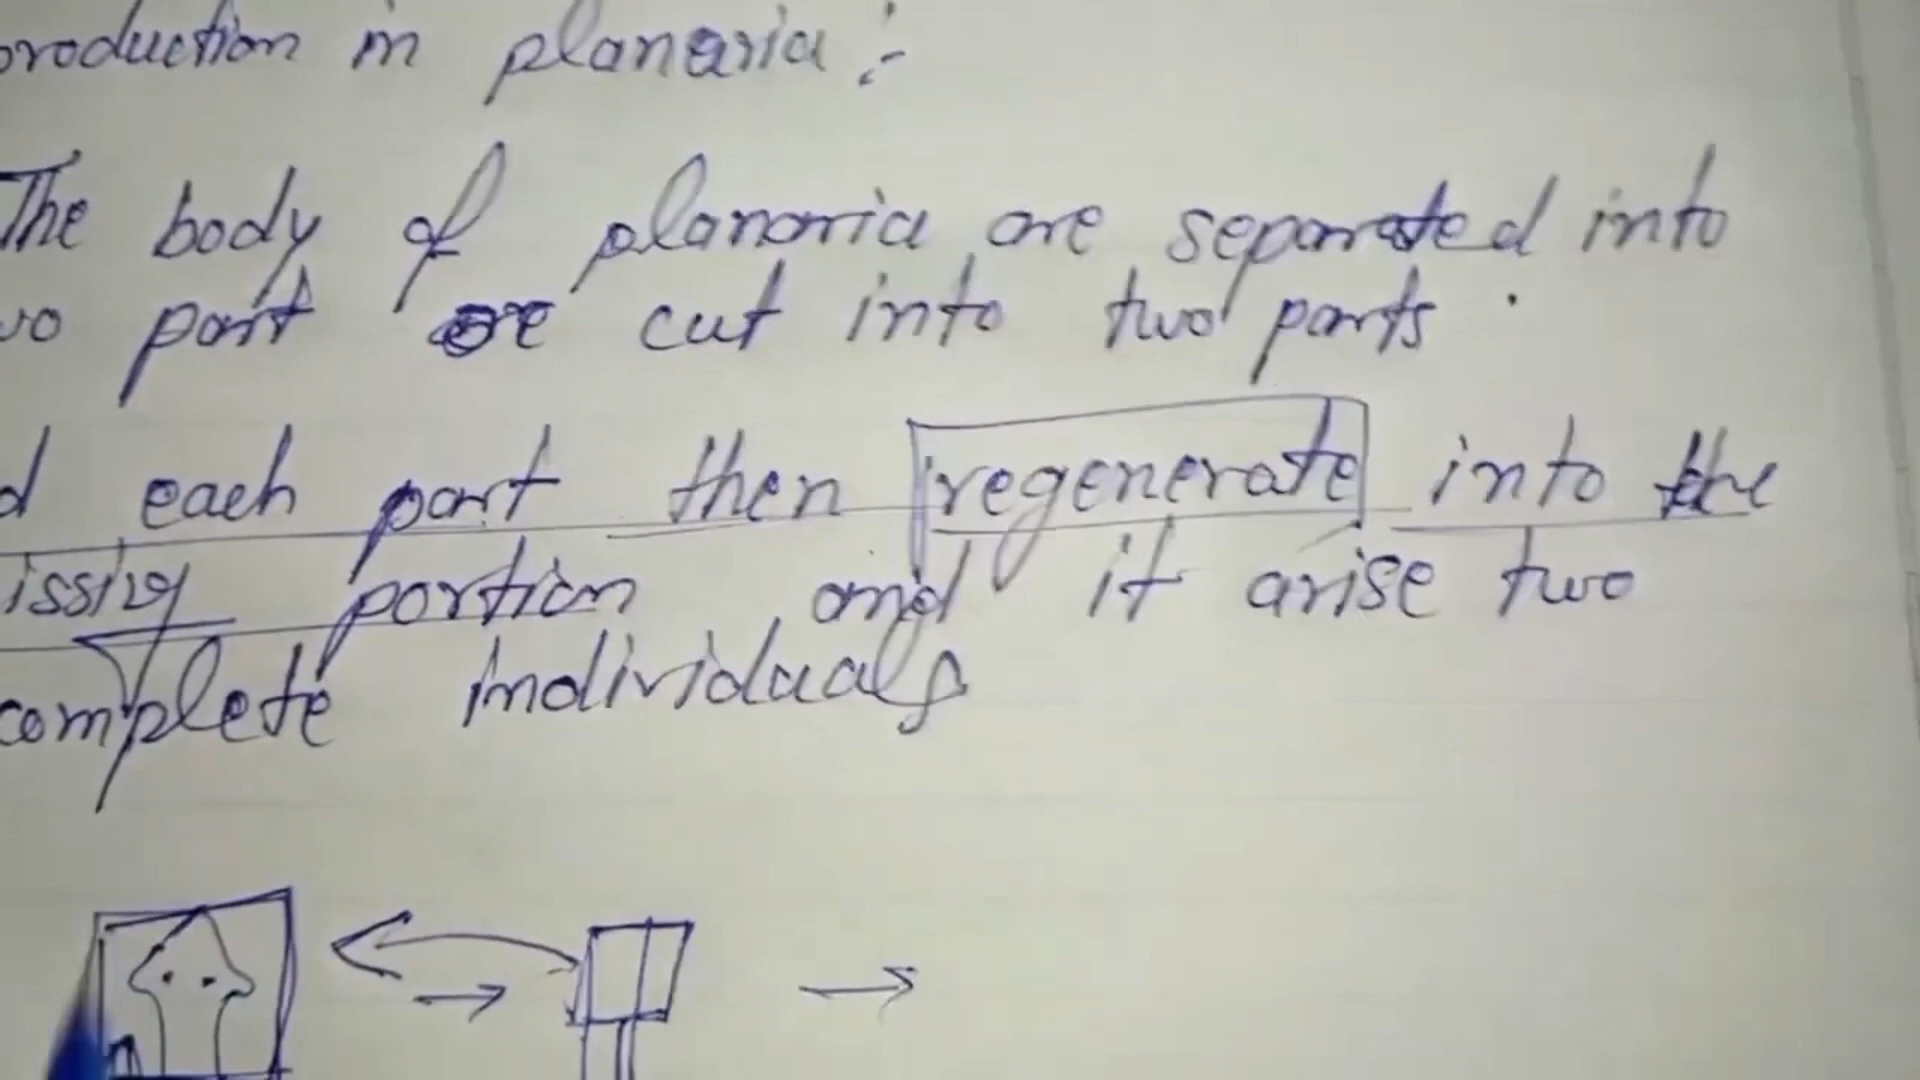 production in planaria :-
The body of planaria are separated into
wo part or cut into two parts .
d each part then regenerate into the
issing portion and it arise two
complete individuals